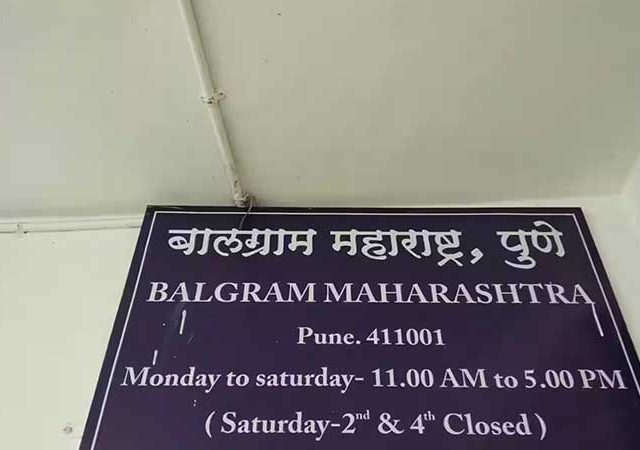 बालग्राम महाराष्ट्र, पुणे
BALGRAM MAHARASHTRA
Pune. 411001
Monday to saturday- 11.00 AM to 5.00 PM
( Saturday-2nd & 4th Closed )